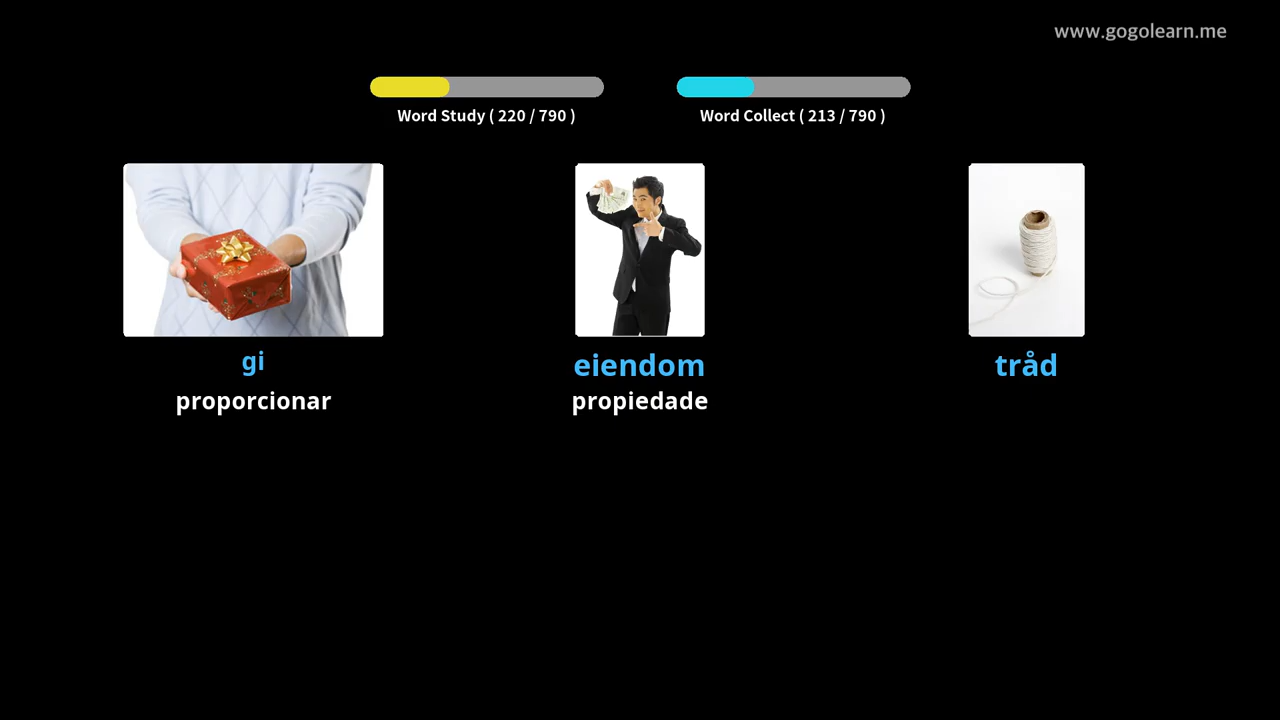 www.gogolearn.me
Word Study ( 220 / 790 )
Word Collect ( 213 / 790 )
gi
eiendom
tråd
proporcionar
propiedade